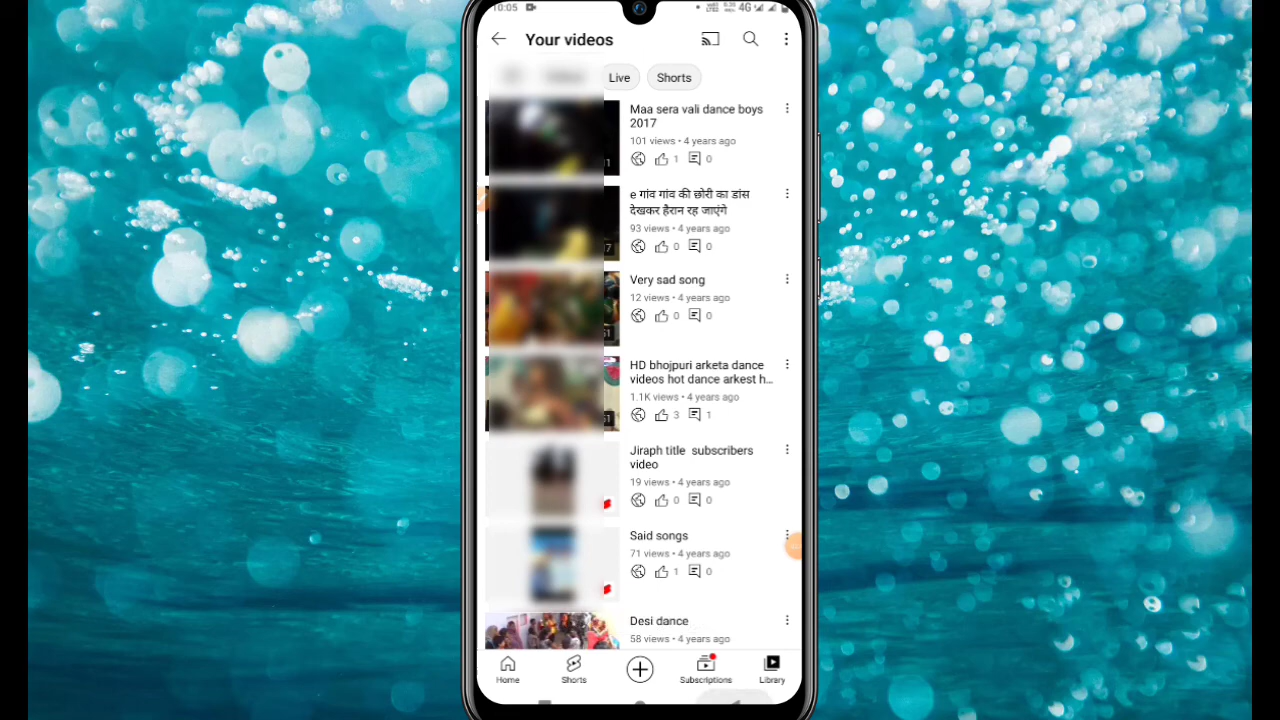 10:05
4G
Your videos
Live Shorts
Maa sera vali dance boys
2017
101 views • 4 years ago
1 0
e गांव गांव की छोरी का डांस
देखकर हैरान रह जाएंगे
93 views • 4 years ago
0 0
Very sad song
12 views • 4 years ago
0 0
HD bhojpuri arketa dance
videos hot dance arkest h...
1.1K views • 4 years ago
3 1
Jiraph title subscribers
video
19 views • 4 years ago
0 0
Said songs
71 views • 4 years ago
1 0
Desi dance
58 views • 4 years ago
Home Shorts Subscriptions Library